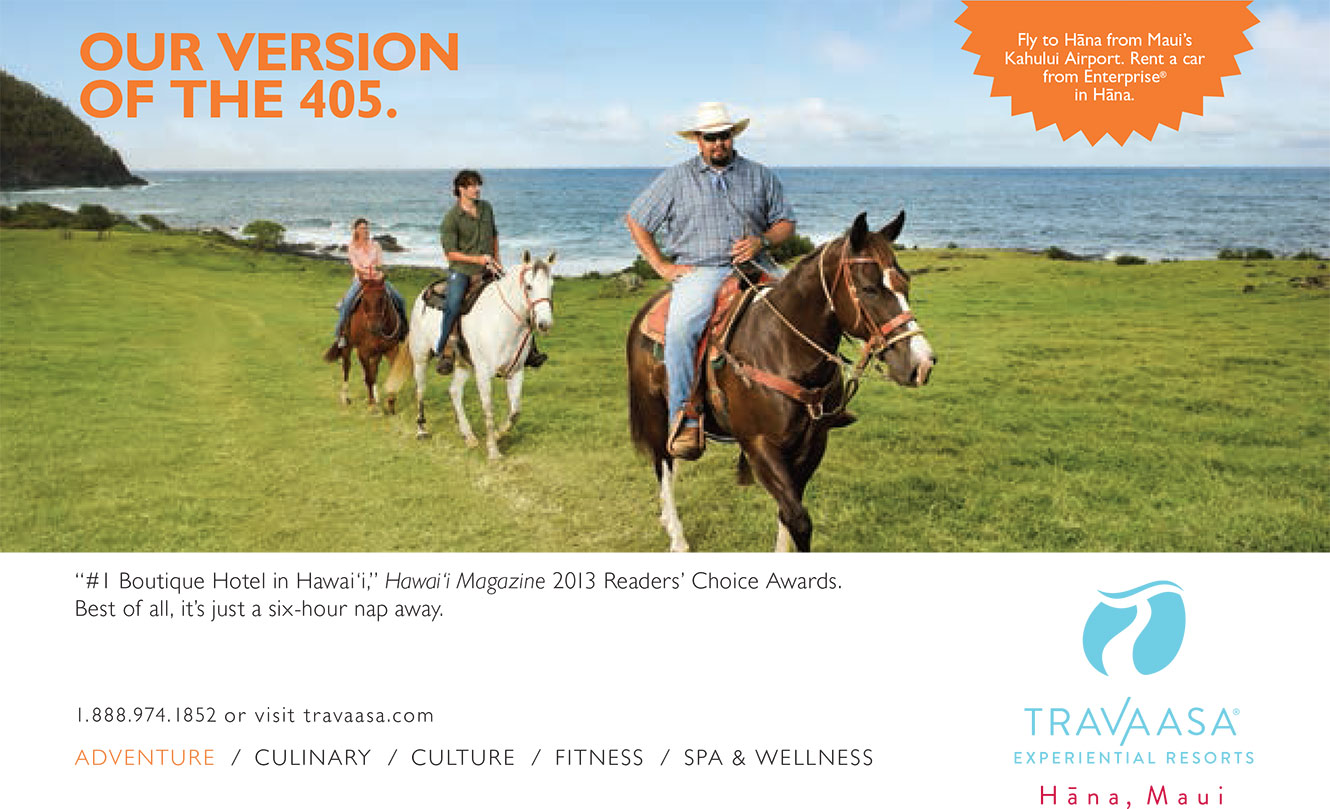 OUR VERSION
OF THE 405.
Fly to Hāna from Maui’s
Kahului Airport. Rent a car
from Enterprise®
in Hāna.
“#1 Boutique Hotel in Hawai‘i,” Hawai‘i Magazine 2013 Readers’ Choice Awards.
Best of all, it’s just a six-hour nap away.
1.888.974.1852 or visit travaasa.com
ADVENTURE / CULINARY / CULTURE / FITNESS / SPA & WELLNESS
TRAVAASA®
EXPERIENTIAL RESORTS
Hāna, Maui